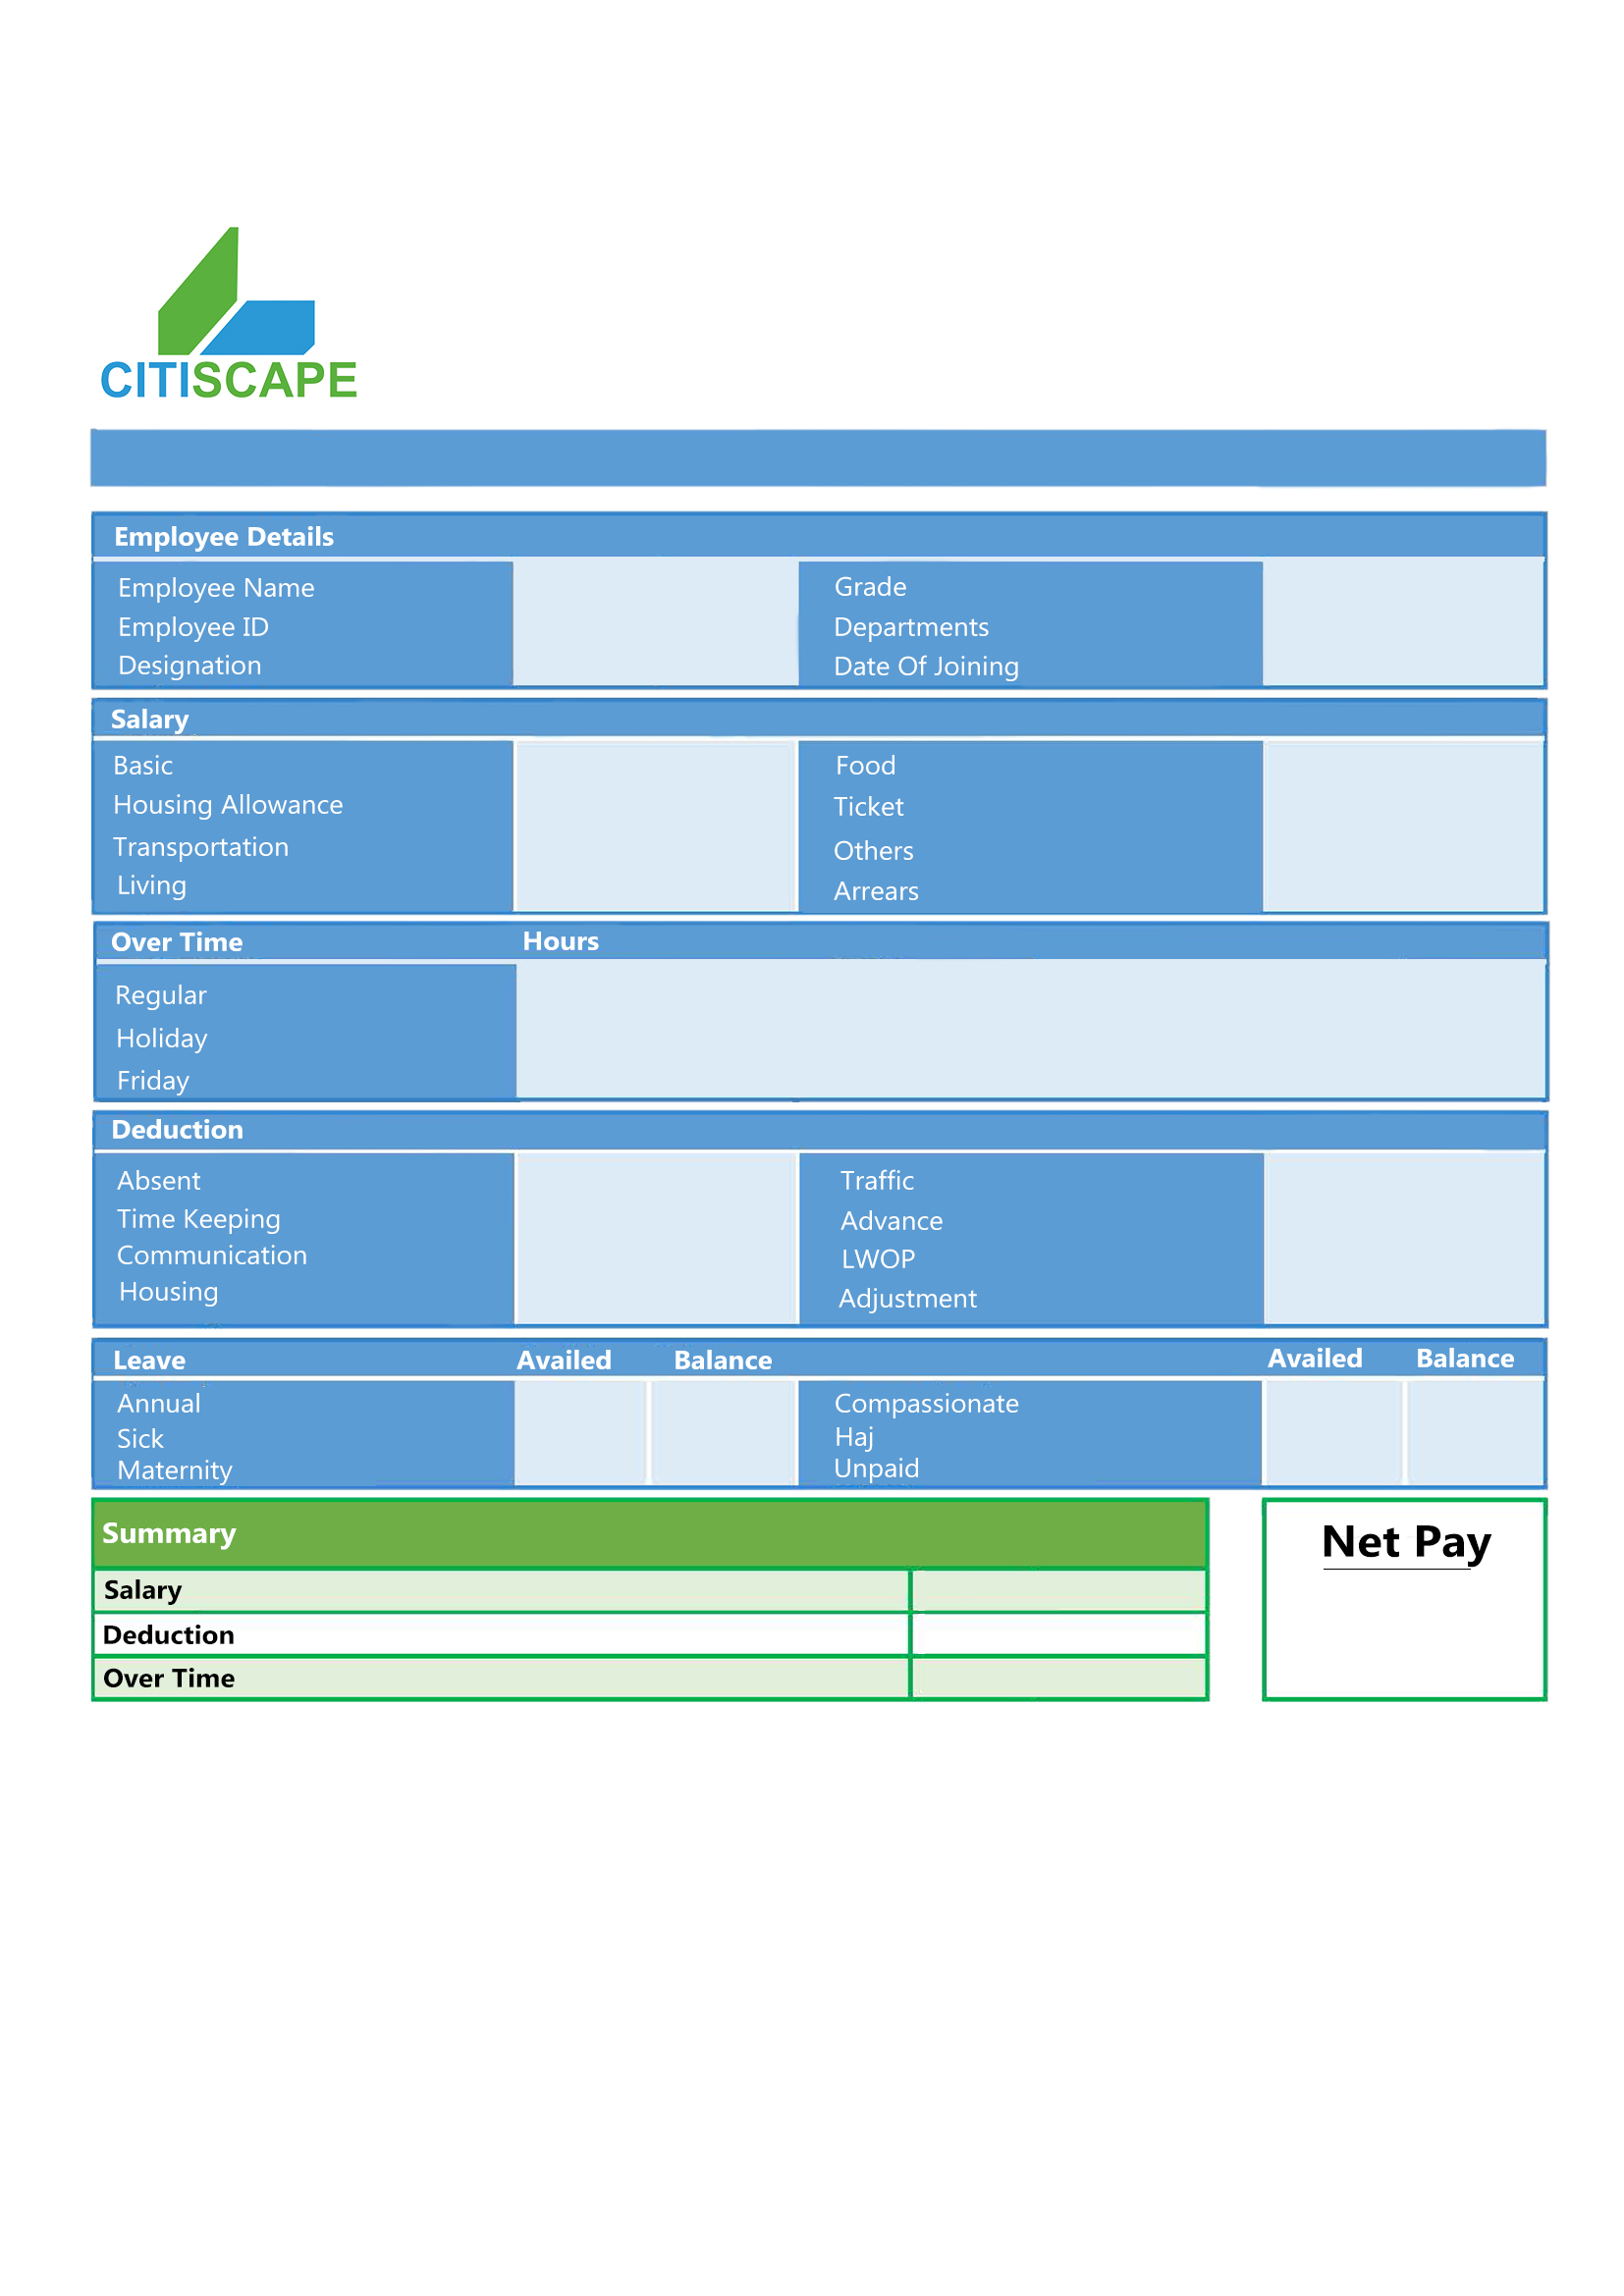 CITISCAPE
Employee Details
Employee Name Grade
Employee ID Departments
Designation Date Of Joining
Salary
Basic Food
Housing Allowance Ticket
Transportation Others
Living Arrears
Over Time Hours
Regular
Holiday
Friday
Deduction
Absent Traffic
Time Keeping Advance
Communication LWOP
Housing Adjustment
Leave Availed Balance Availed Balance
Annual Compassionate
Sick Haj
Maternity Unpaid
Summary Net Pay
Salary
Deduction
Over Time